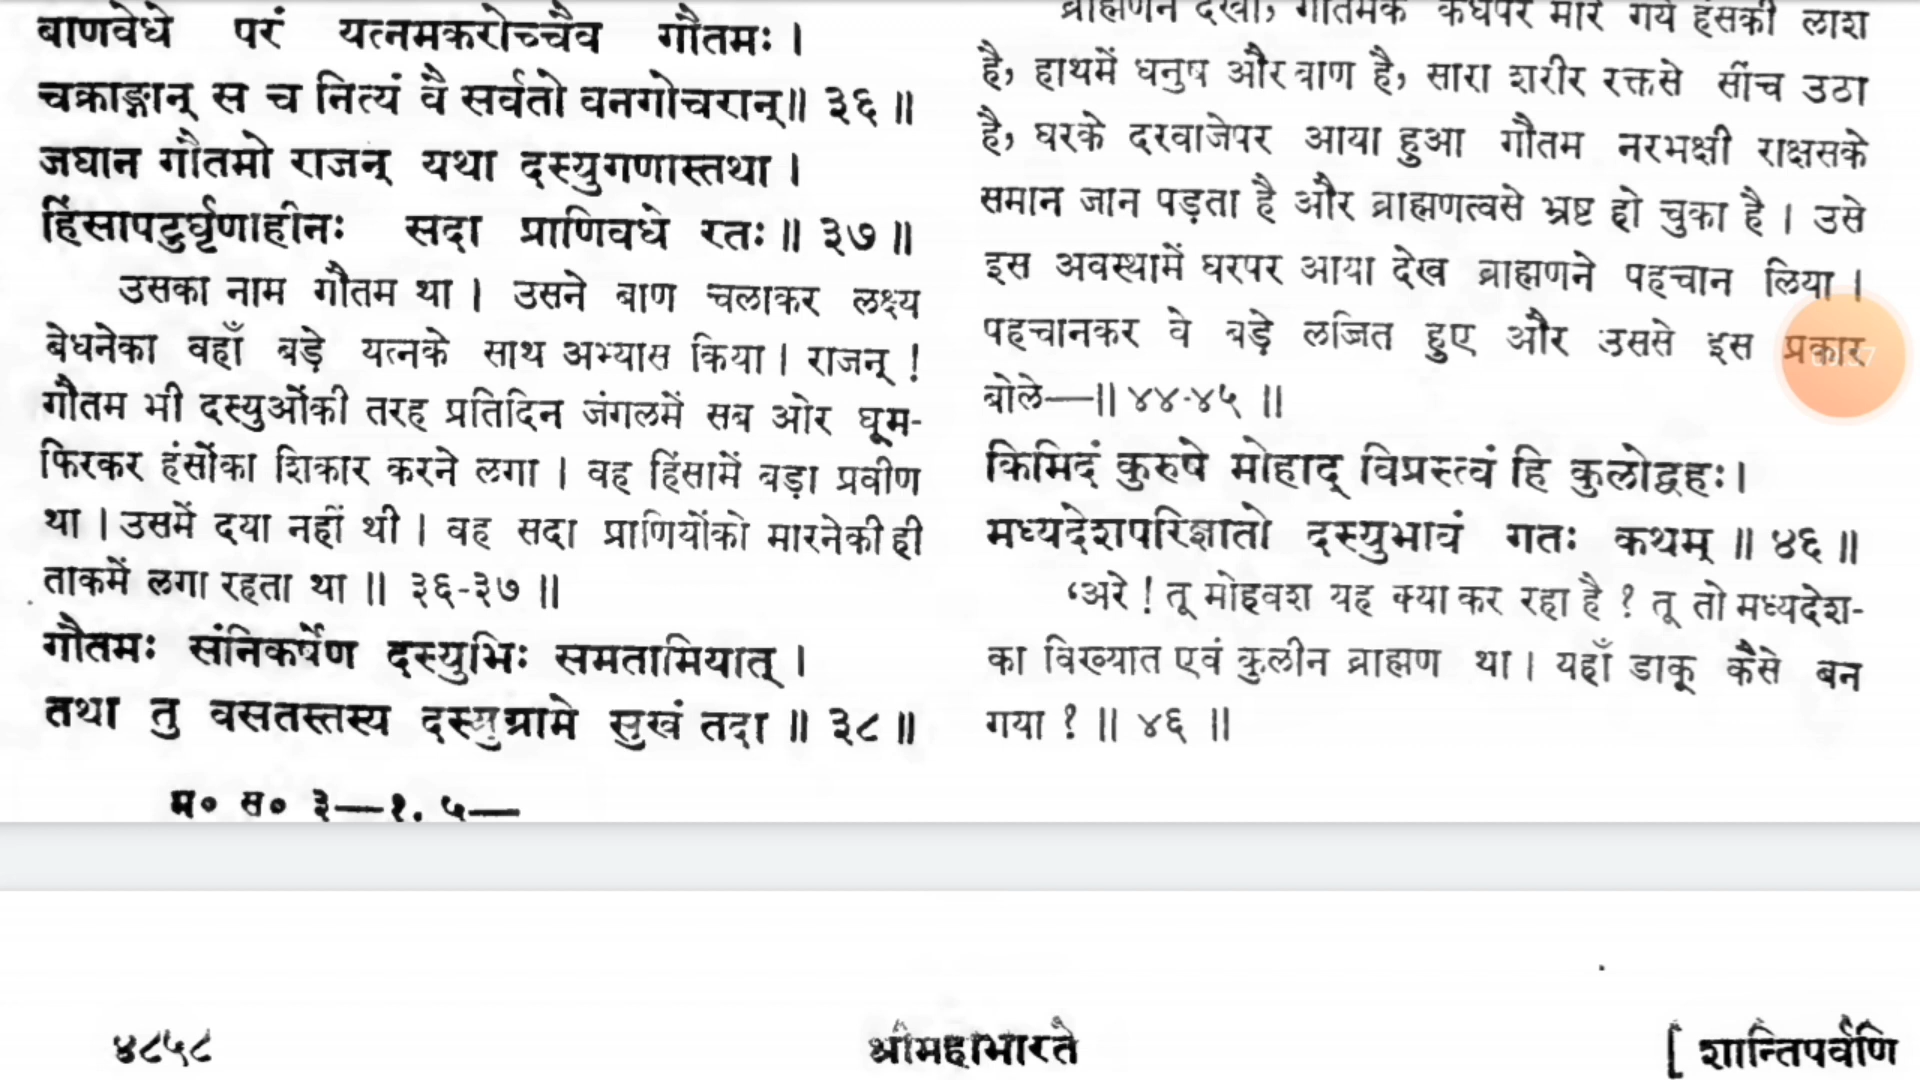 बाणवेधे परं यत्नमकरोच्चैव गौतमः ।
चक्राङ्गान् स च नित्यं वै सर्वतो वनगोचरान्॥ ३६ ॥
जघान गौतमो राजन् यथा दस्युगणास्तथा ।
हिंसापटुर्घृणाहीनः सदा प्राणिवधे रतः॥ ३७ ॥
उसका नाम गौतम था । उसने बाण चलाकर लक्ष्य
बेधनेका वहाँ बड़े यत्नके साथ अभ्यास किया । राजन् !
गौतम भी दस्युओंकी तरह प्रतिदिन जंगलमें सब ओर घूम-
फिरकर हंसोंका शिकार करने लगा । वह हिंसामें बड़ा प्रवीण
था । उसमें दया नहीं थी । वह सदा प्राणियोंको मारनेकी ही
ताकमें लगा रहता था ॥ ३६-३७ ॥
गौतमः संनिकर्षेण दस्युभिः समतामियात् ।
तथा तु वसतस्तस्य दस्युग्रामे सुखं तदा ॥ ३८ ॥
म० स० ३—१. ५—
ब्राह्मणने देखा, गौतमके कंधेपर मारे गये हंसकी लाश
है, हाथमें धनुष और बाण है, सारा शरीर रक्तसे सींच उठा
है, घरके दरवाजेपर आया हुआ गौतम नरभक्षी राक्षसके
समान जान पड़ता है और ब्राह्मणत्वसे भ्रष्ट हो चुका है । उसे
इस अवस्थामें घरपर आया देख ब्राह्मणने पहचान लिया ।
पहचानकर वे बड़े लज्जित हुए और उससे इस प्रकार
बोले—॥ ४४-४५ ॥
किमिदं कुरुषे मोहाद् विप्रस्त्वं हि कुलोद्वहः।
मध्यदेशपरिज्ञातो दस्युभावं गतः कथम् ॥ ४६ ॥
‘अरे ! तू मोहवश यह क्या कर रहा है ? तू तो मध्यदेश-
का विख्यात एवं कुलीन ब्राह्मण था । यहाँ डाकू कैसे बन
गया ? ॥ ४६ ॥
४८५८
श्रीमहाभारते
[ शान्तिपर्वणि